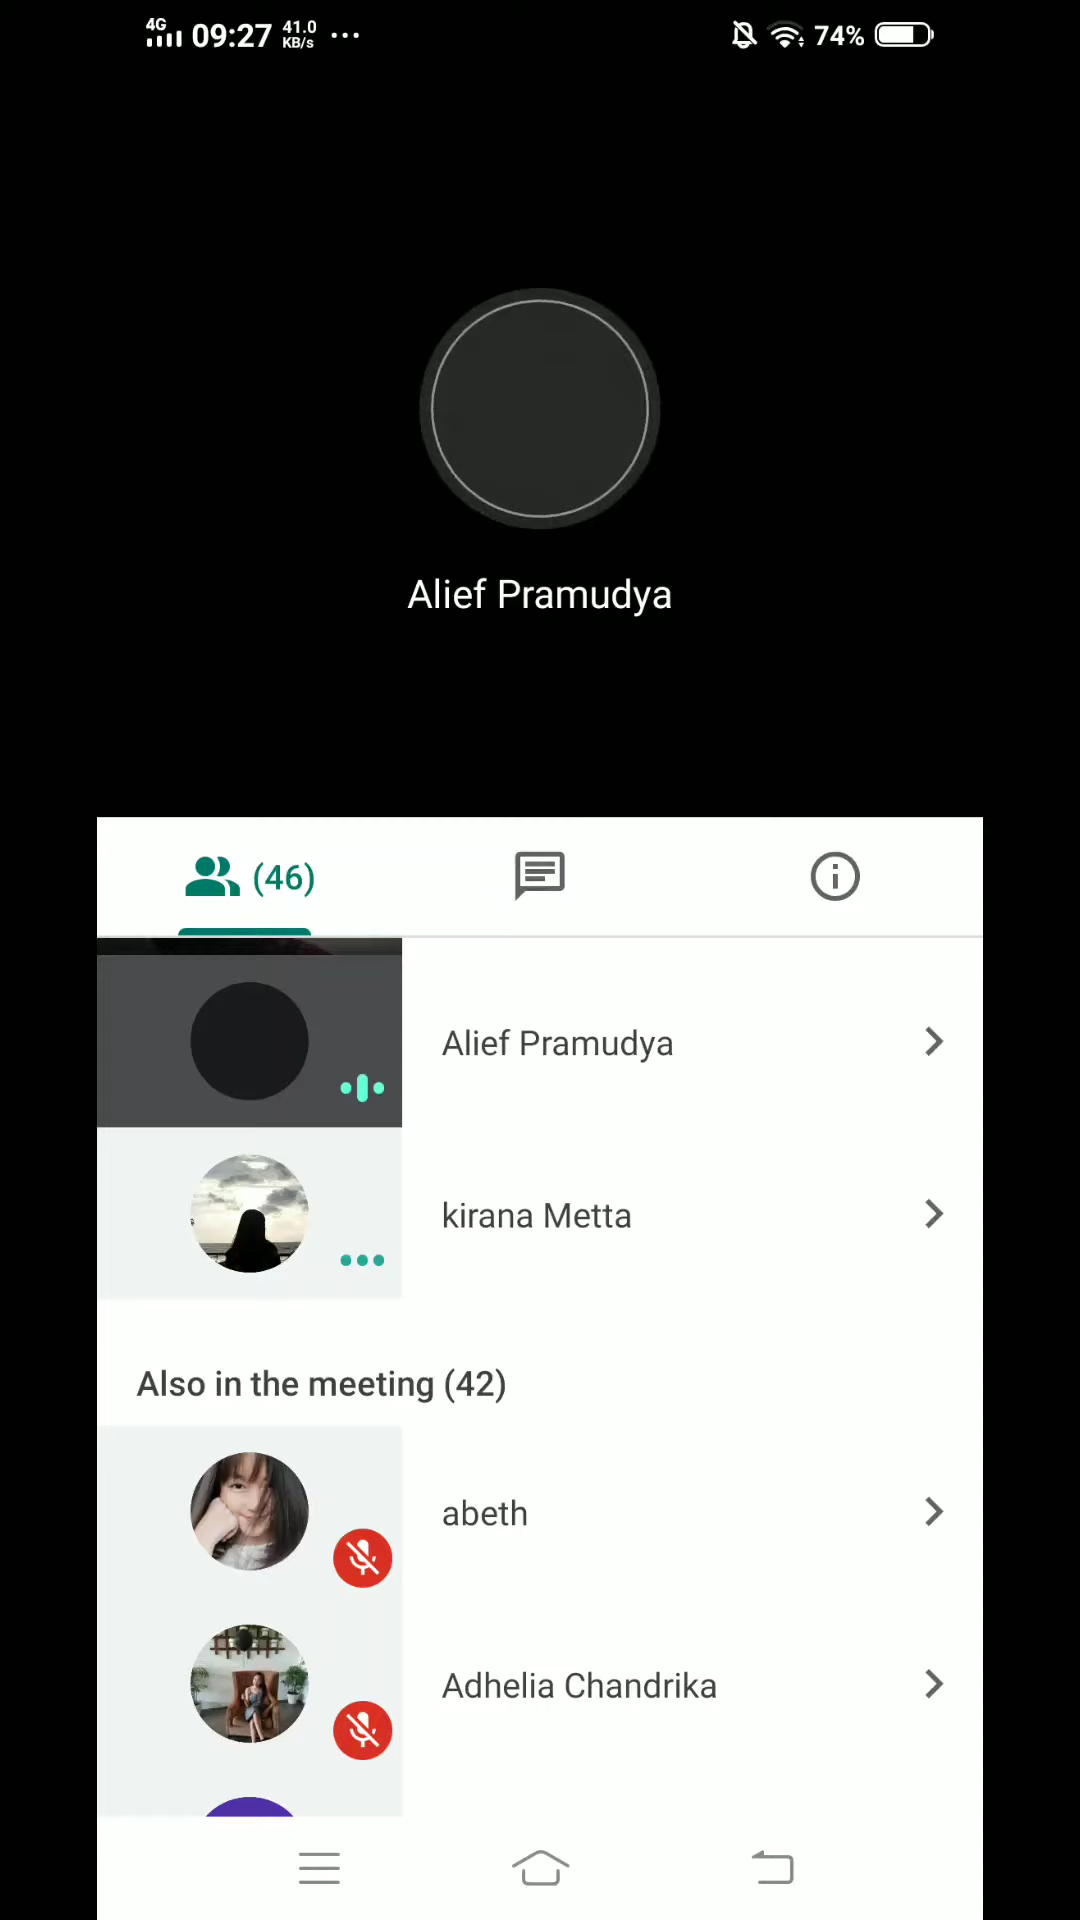 4G 09:27 41.0 KB/s ... 74%
Alief Pramudya
(46)
Alief Pramudya
kirana Metta
Also in the meeting (42)
abeth
Adhelia Chandrika